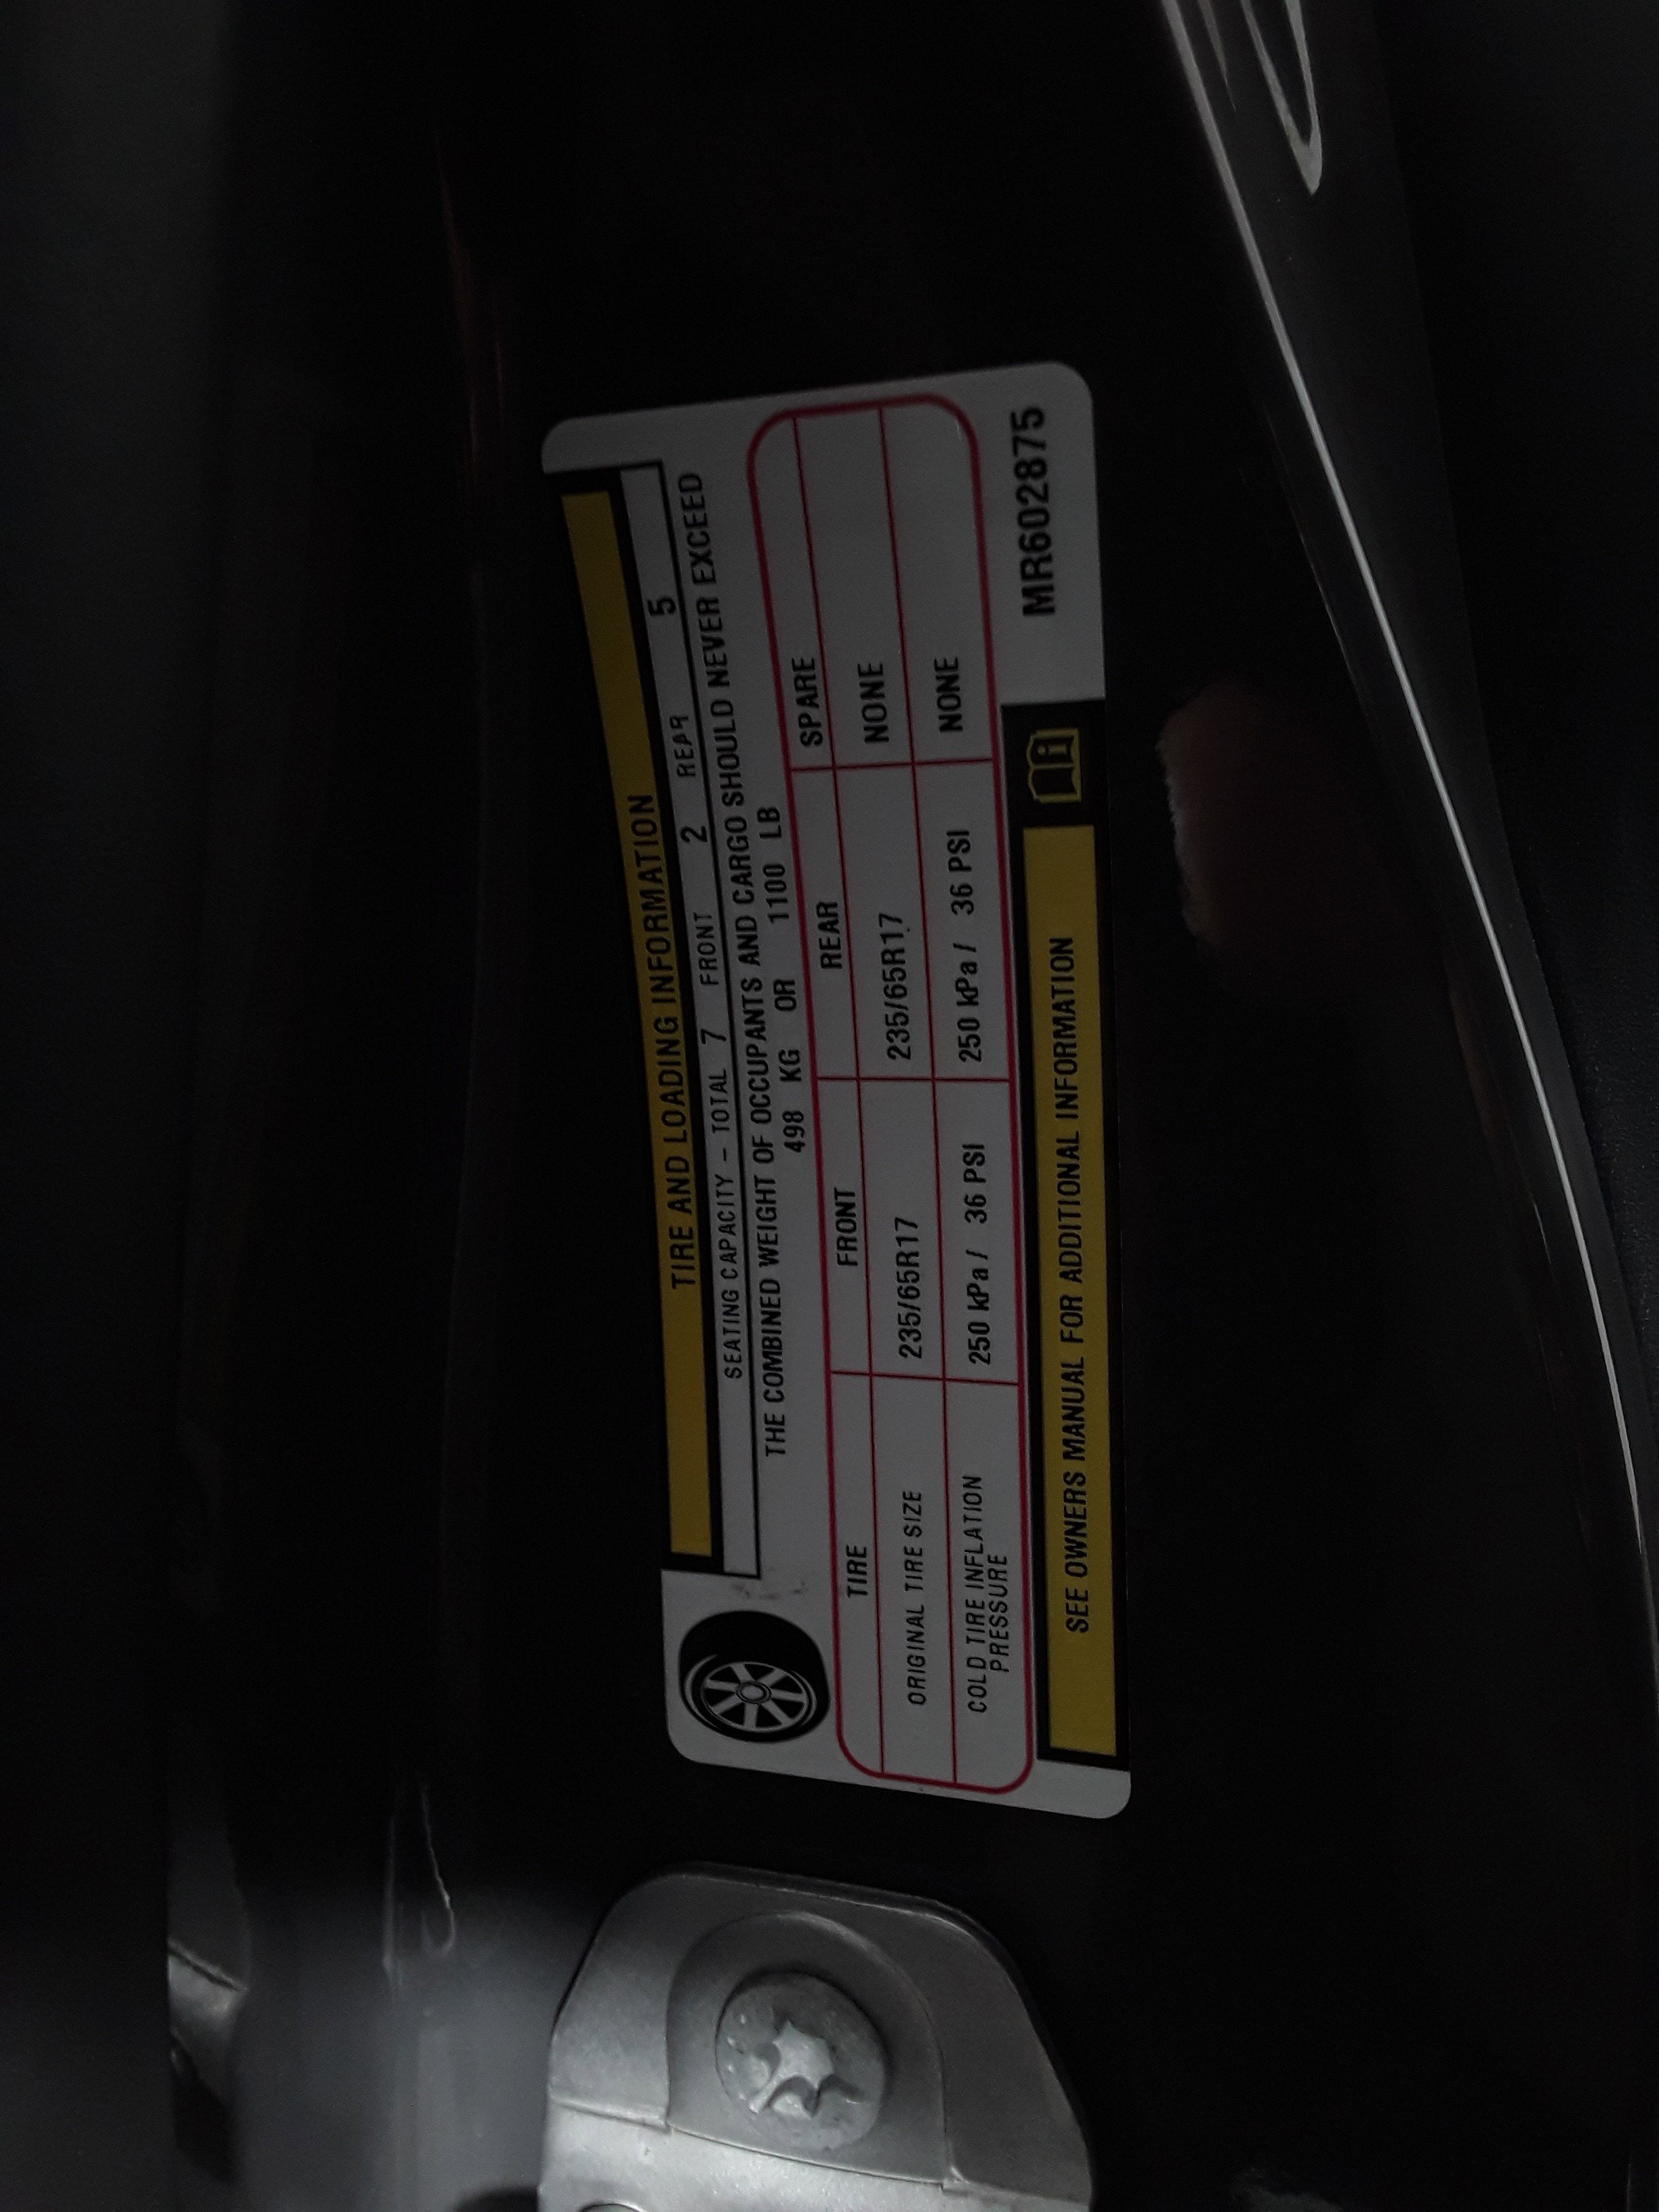 TIRE AND LOADING INFORMATION
SEATING CAPACITY – TOTAL 7 FRONT 2 REAR 5
THE COMBINED WEIGHT OF OCCUPANTS AND CARGO SHOULD NEVER EXCEED
498 KG OR 1100 LB
TIRE FRONT REAR SPARE
ORIGINAL TIRE SIZE 235/65R17 235/65R17 NONE
COLD TIRE INFLATION PRESSURE 250 kPa / 36 PSI 250 kPa / 36 PSI NONE
SEE OWNERS MANUAL FOR ADDITIONAL INFORMATION
MR602875